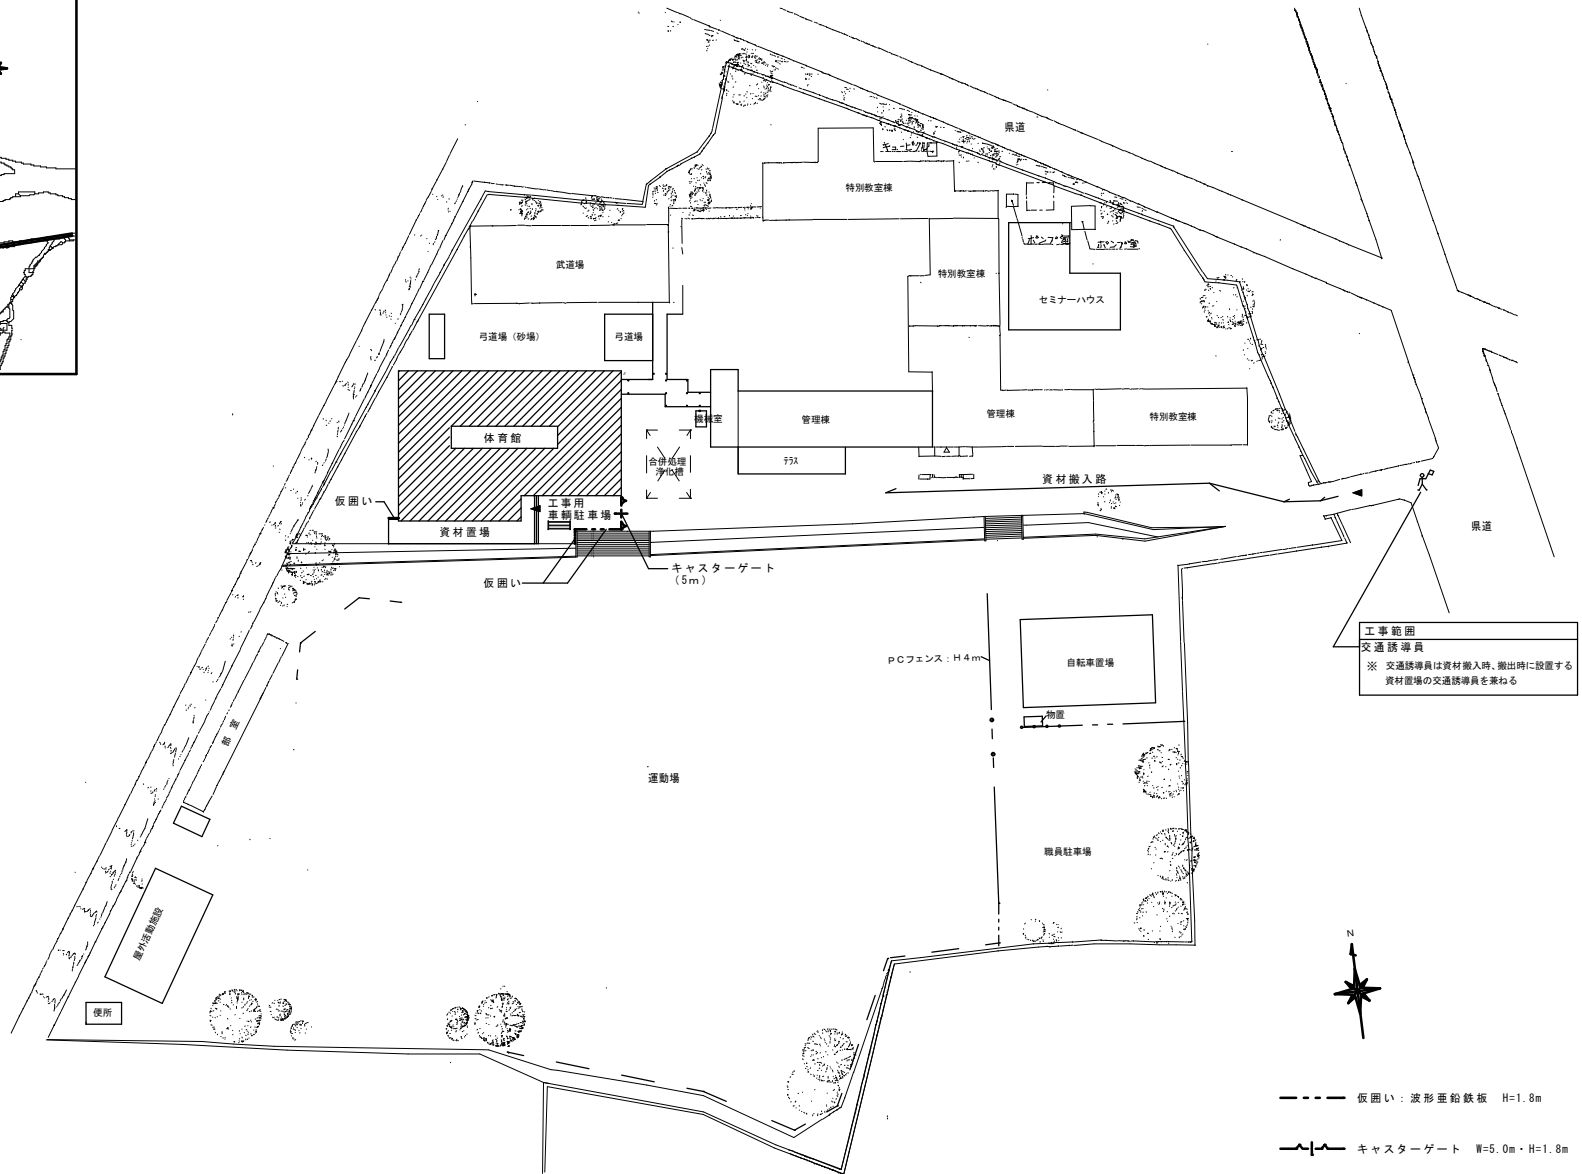 県道
キュービクル
特別教室棟
ポンプ室
ポンプ室
武道場
特別教室棟
セミナーハウス
弓道場（砂場）
弓道場
機械室
管理棟
管理棟
特別教室棟
体育館
合併処理
浄化槽
テラス
資材搬入路
仮囲い
工事用
車輌駐車場
資材置場
県道
キャスターゲート
(5m)
仮囲い
工事範囲
交通誘導員
※ 交通誘導員は資材搬入時、搬出時に設置する
資材置場の交通誘導員を兼ねる
PCフェンス：H4m
自転車置場
物置
部室
運動場
職員駐車場
屋外活動施設
便所
N
仮囲い：波形亜鉛鉄板 H=1.8m
キャスターゲート W=5.0m・H=1.8m